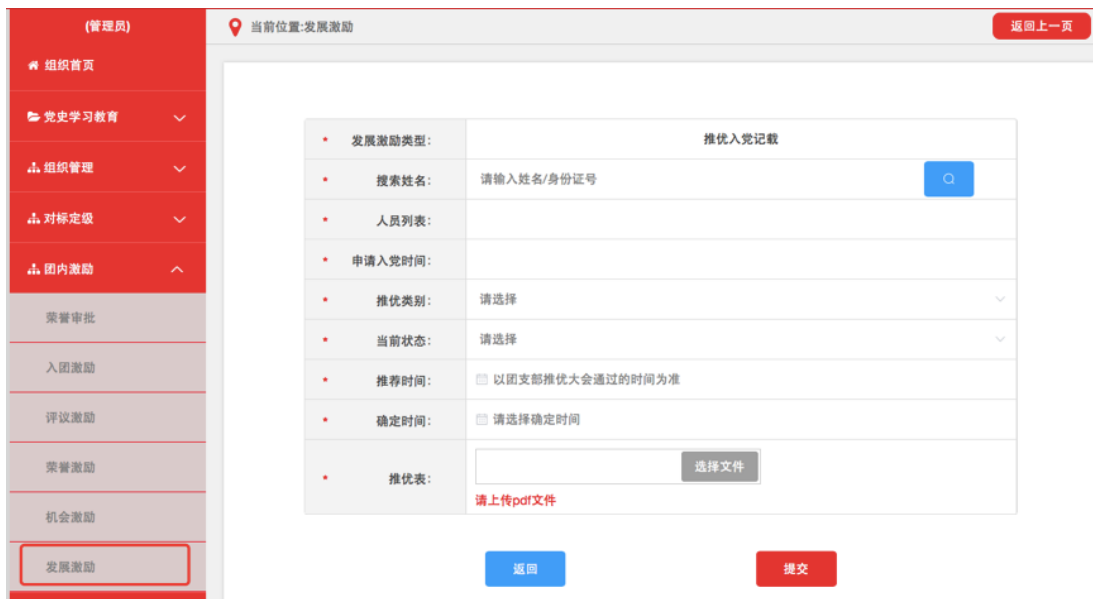 (管理员)
当前位置:发展激励
返回上一页
组织首页
党史学习教育
组织管理
对标定级
团内激励
荣誉审批
入团激励
评议激励
荣誉激励
机会激励
发展激励
* 发展激励类型: 推优入党记载
* 搜索姓名: 请输入姓名/身份证号
* 人员列表:
* 申请入党时间:
* 推优类别: 请选择
* 当前状态: 请选择
* 推荐时间: 以团支部推优大会通过的时间为准
* 确定时间: 请选择确定时间
* 推优表: 选择文件
请上传pdf文件
返回 提交